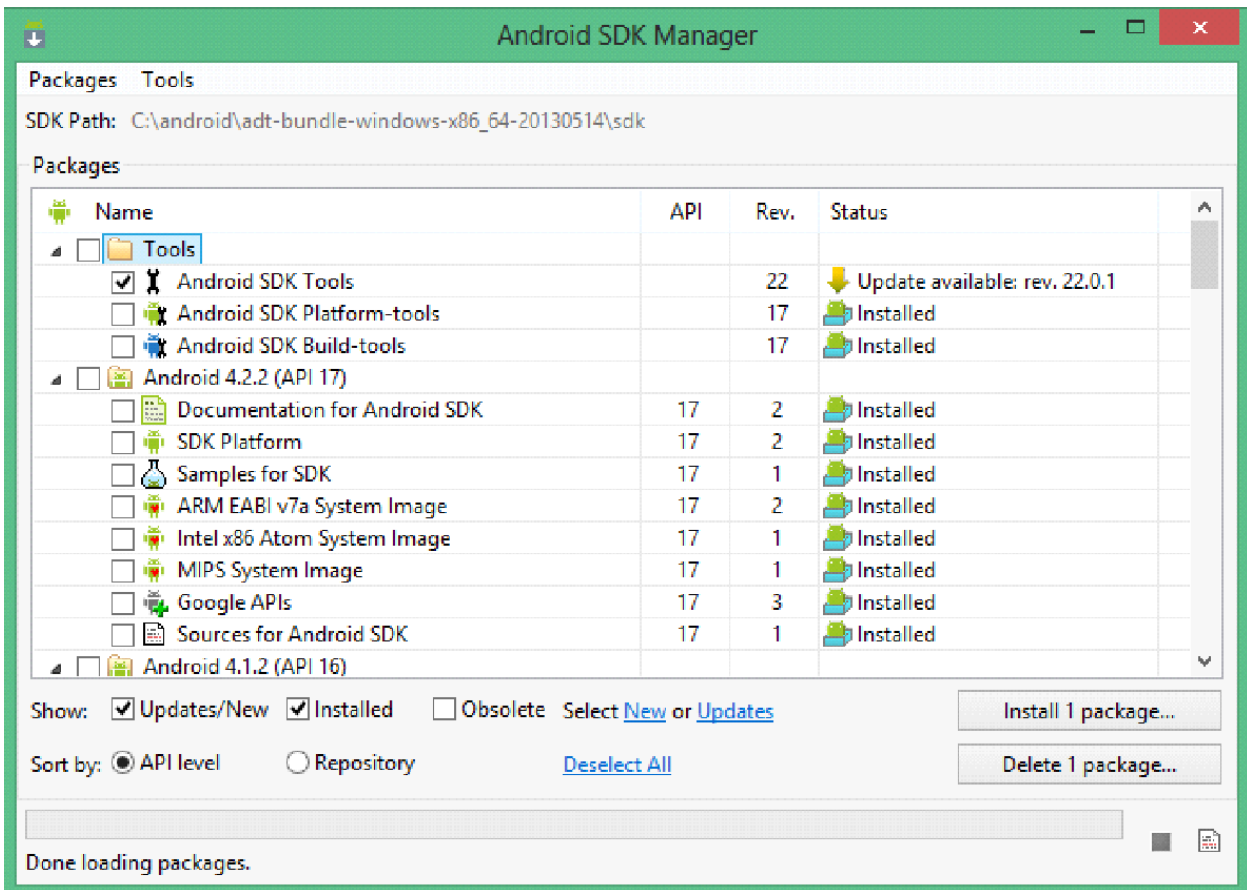 Android SDK Manager
Packages Tools
SDK Path: C:\android\adt-bundle-windows-x86_64-20130514\sdk
Packages
Name API Rev. Status
Tools
Android SDK Tools 22 Update available: rev. 22.0.1
Android SDK Platform-tools 17 Installed
Android SDK Build-tools 17 Installed
Android 4.2.2 (API 17)
Documentation for Android SDK 17 2 Installed
SDK Platform 17 2 Installed
Samples for SDK 17 1 Installed
ARM EABI v7a System Image 17 2 Installed
Intel x86 Atom System Image 17 1 Installed
MIPS System Image 17 1 Installed
Google APIs 17 3 Installed
Sources for Android SDK 17 1 Installed
Android 4.1.2 (API 16)
Show: Updates/New Installed Obsolete Select New or Updates Install 1 package...
Sort by: API level Repository Deselect All Delete 1 package...
Done loading packages.